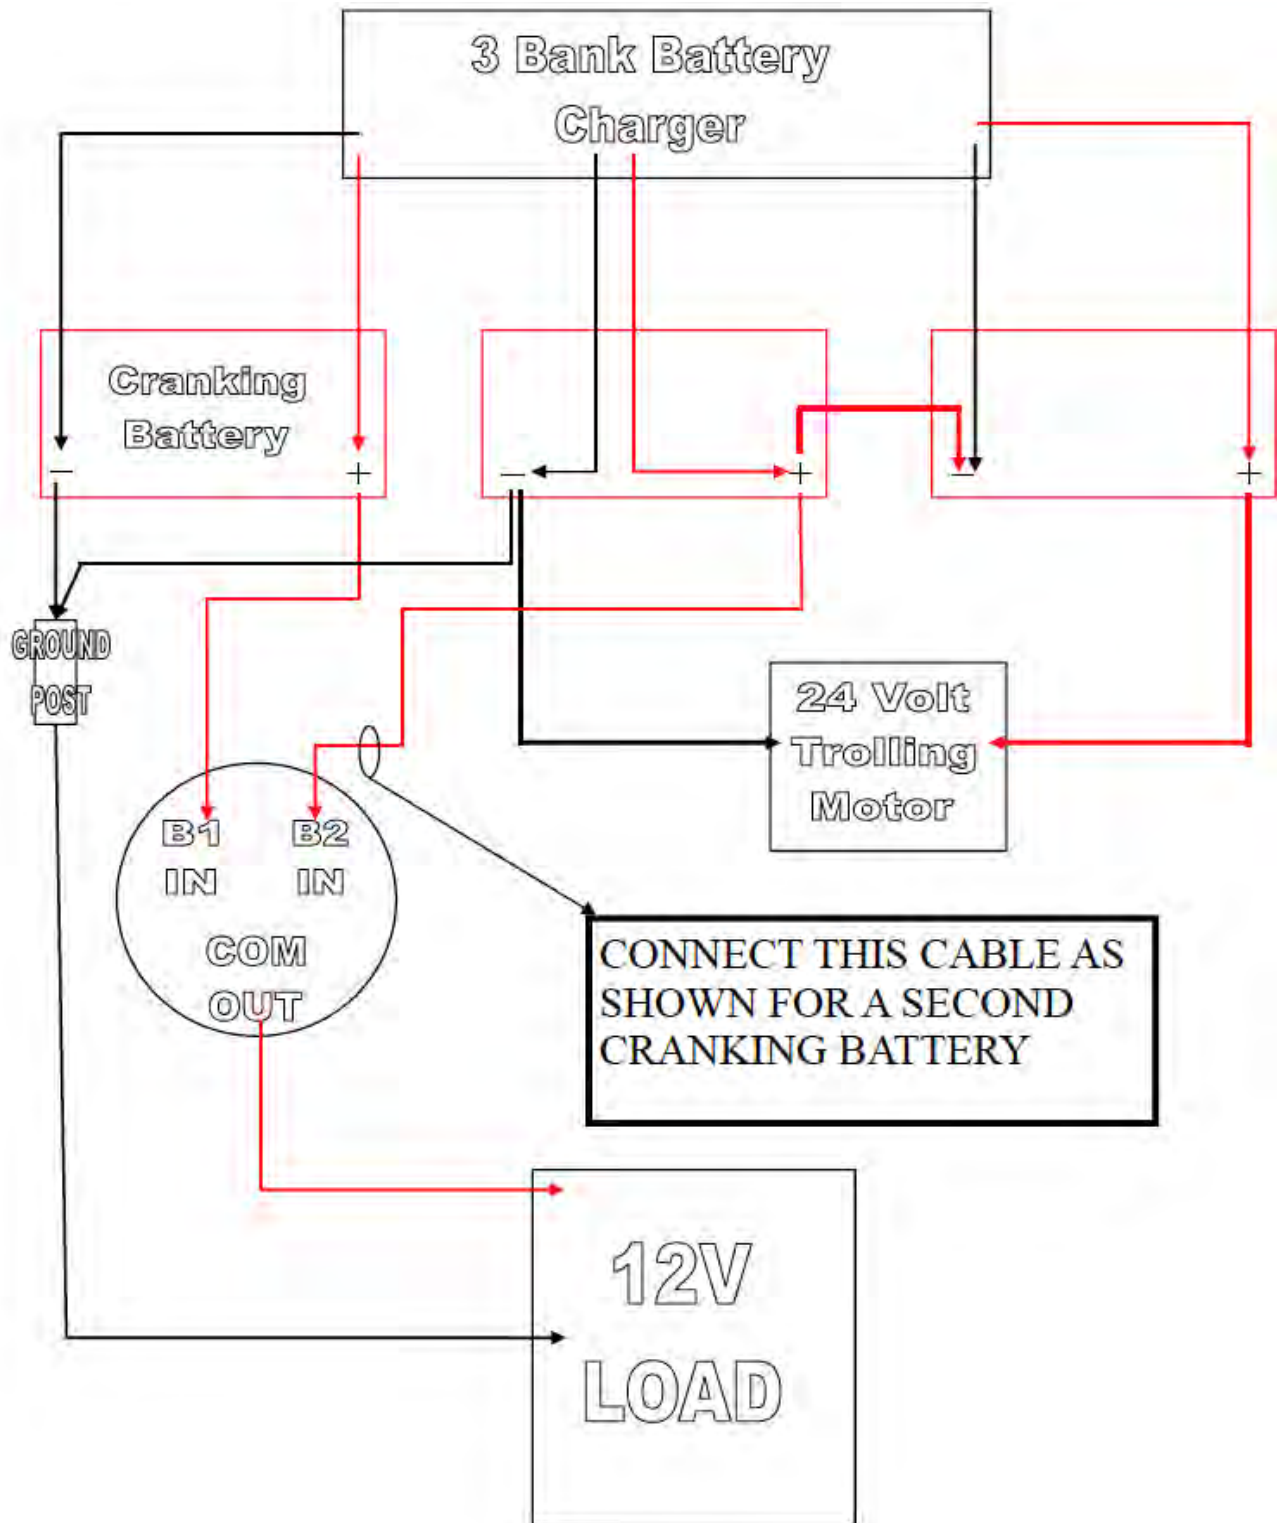 3 Bank Battery
Charger
Cranking
Battery
- +
- +
- +
GROUND
POST
24 Volt
Trolling
Motor
B1
IN
B2
IN
COM
OUT
CONNECT THIS CABLE AS
SHOWN FOR A SECOND
CRANKING BATTERY
12V
LOAD